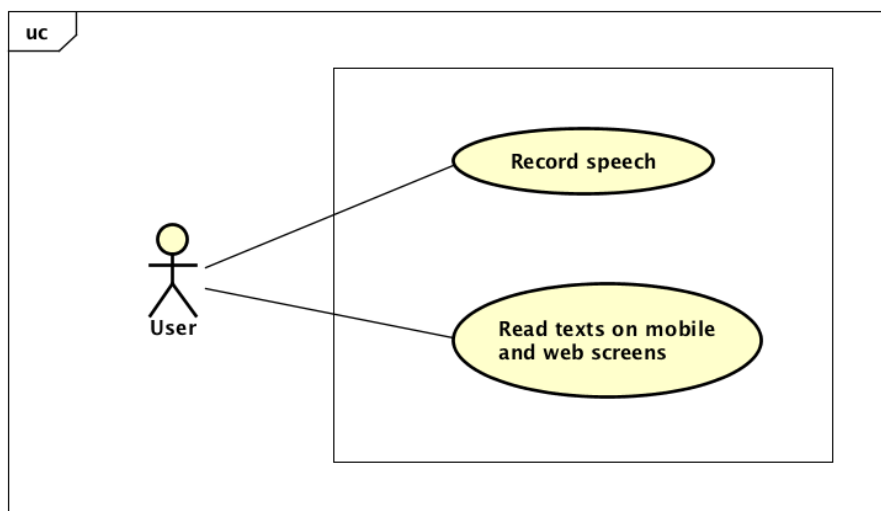 uc
Record speech
User
Read texts on mobile
and web screens